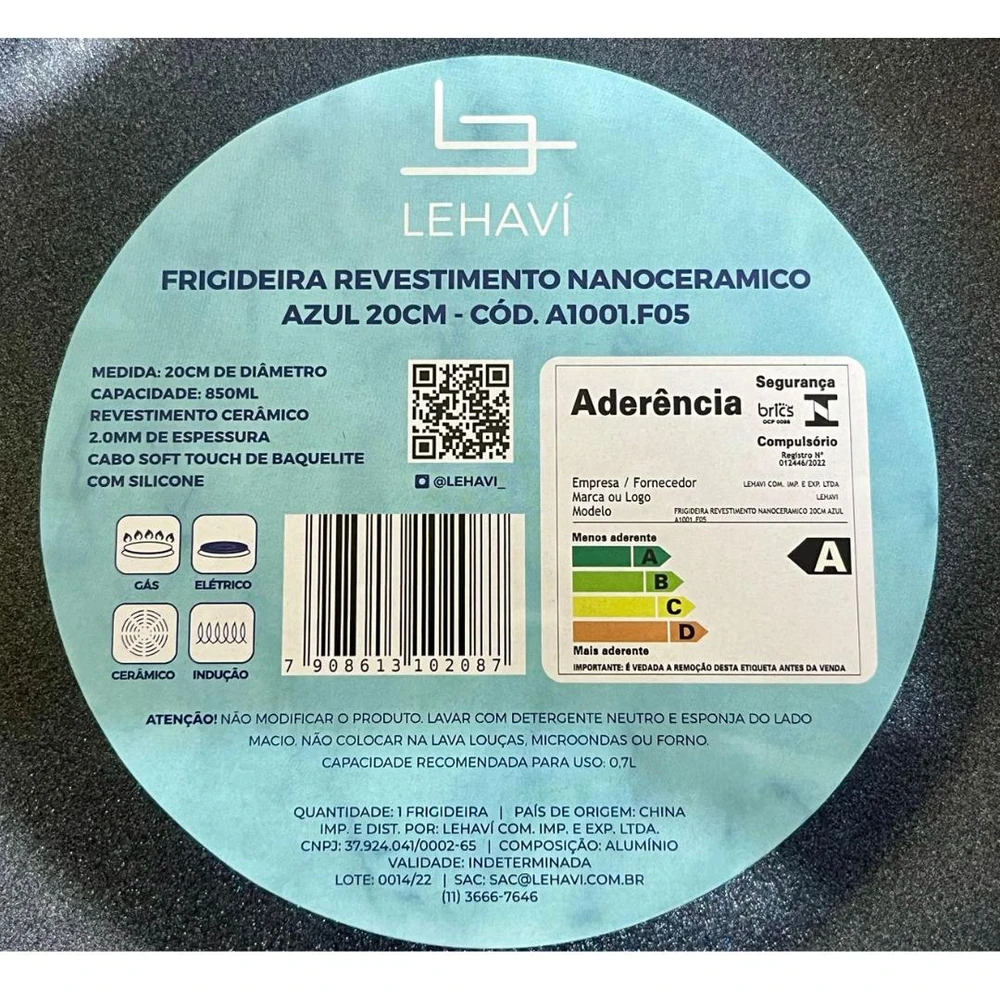 LEHAVÍ
FRIGIDEIRA REVESTIMENTO NANOCERAMICO
AZUL 20CM - CÓD. A1001.F05
MEDIDA: 20CM DE DIÂMETRO
CAPACIDADE: 850ML
REVESTIMENTO CERÂMICO
2.0MM DE ESPESSURA
CABO SOFT TOUCH DE BAQUELITE
COM SILICONE
@LEHAVI_
GÁS
ELÉTRICO
CERÂMICO
INDUÇÃO
7 908613 102087
Aderência
Segurança
brics
OCP 0086
Compulsório
Registro N°
012446/2022
Empresa / Fornecedor
LEHAVI COM. IMP. E EXP. LTDA
Marca ou Logo
LEHAVI
Modelo
FRIGIDEIRA REVESTIMENTO NANOCERAMICO 20CM AZUL
A1001.F05
Menos aderente
A
B
C
D
A
Mais aderente
IMPORTANTE: É VEDADA A REMOÇÃO DESTA ETIQUETA ANTES DA VENDA
ATENÇÃO! NÃO MODIFICAR O PRODUTO. LAVAR COM DETERGENTE NEUTRO E ESPONJA DO LADO
MACIO. NÃO COLOCAR NA LAVA LOUÇAS, MICROONDAS OU FORNO.
CAPACIDADE RECOMENDADA PARA USO: 0,7L
QUANTIDADE: 1 FRIGIDEIRA | PAÍS DE ORIGEM: CHINA
IMP. E DIST. POR: LEHAVÍ COM. IMP. E EXP. LTDA.
CNPJ: 37.924.041/0002-65 | COMPOSIÇÃO: ALUMÍNIO
VALIDADE: INDETERMINADA
LOTE: 0014/22 | SAC: SAC@LEHAVI.COM.BR
(11) 3666-7646